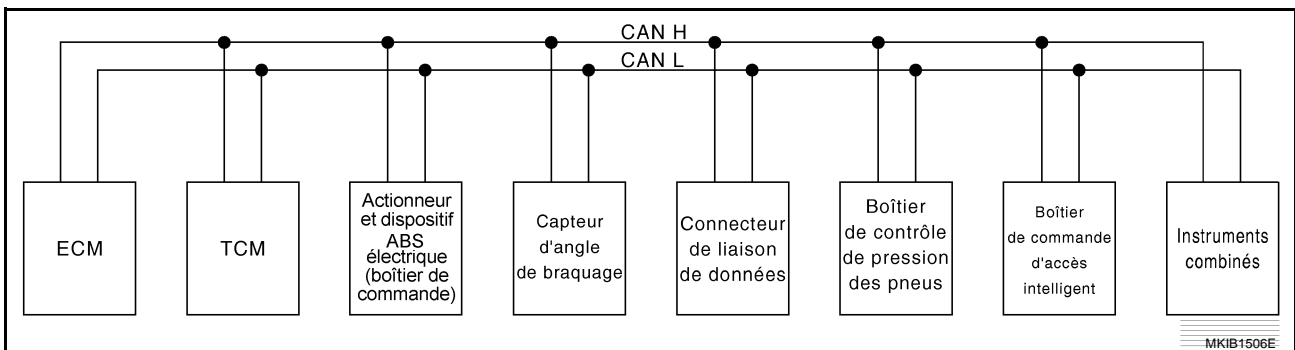 CAN H
CAN L
ECM
TCM
Actionneur
et dispositif
ABS
électrique
(boîtier de
commande)
Capteur
d'angle
de braquage
Connecteur
de liaison
de données
Boîtier
de contrôle
de pression
des pneus
Boîtier
de commande
d'accès
intelligent
Instruments
combinés
MKIB1506E